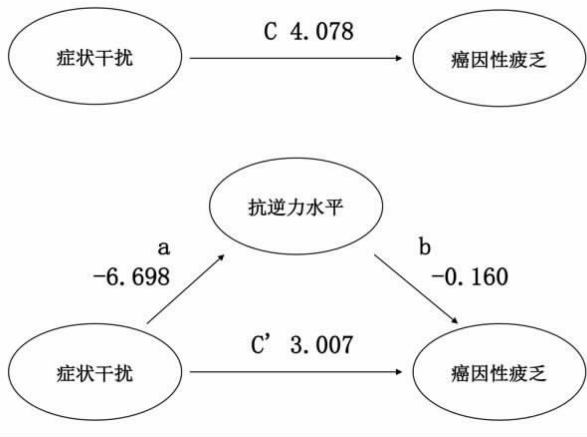 C 4.078
症状干扰
癌因性疲乏
抗逆力水平
a
b
-6.698
-0.160
C’ 3.007
症状干扰
癌因性疲乏